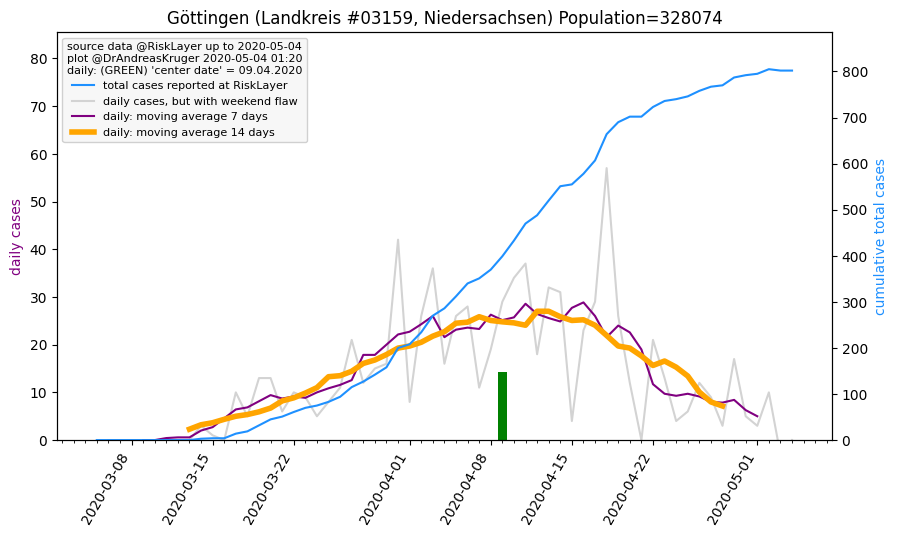 Göttingen (Landkreis #03159, Niedersachsen) Population=328074
source data @RiskLayer up to 2020-05-04
plot @DrAndreasKruger 2020-05-04 01:20
daily: (GREEN) 'center date' = 09.04.2020
total cases reported at RiskLayer
daily cases, but with weekend flaw
daily: moving average 7 days
daily: moving average 14 days
daily cases
80
70
60
50
40
30
20
10
0
cumulative total cases
800
700
600
500
400
300
200
100
0
2020-03-08
2020-03-15
2020-03-22
2020-04-01
2020-04-08
2020-04-15
2020-04-22
2020-05-01